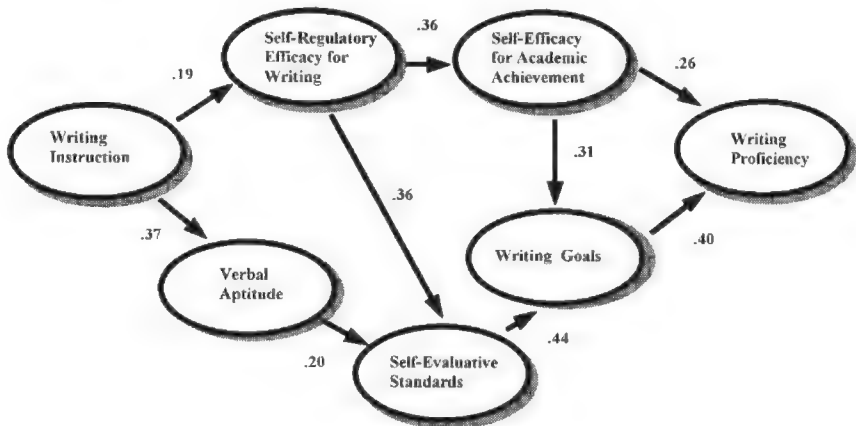 .36
Self-Regulatory
Efficacy for
Writing
Self-Efficacy
for Academic
Achievement
.19
.26
Writing
Instruction
Writing
Proficiency
.31
.36
.37
Writing Goals
.40
Verbal
Aptitude
.44
.20
Self-Evaluative
Standards